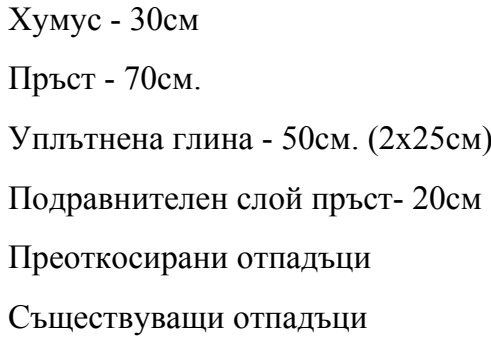 Хумус - 30см
Пръст - 70см.
Уплътнена глина - 50см. (2х25см)
Подравнителен слой пръст- 20см
Преоткосирани отпадъци
Съществуващи отпадъци